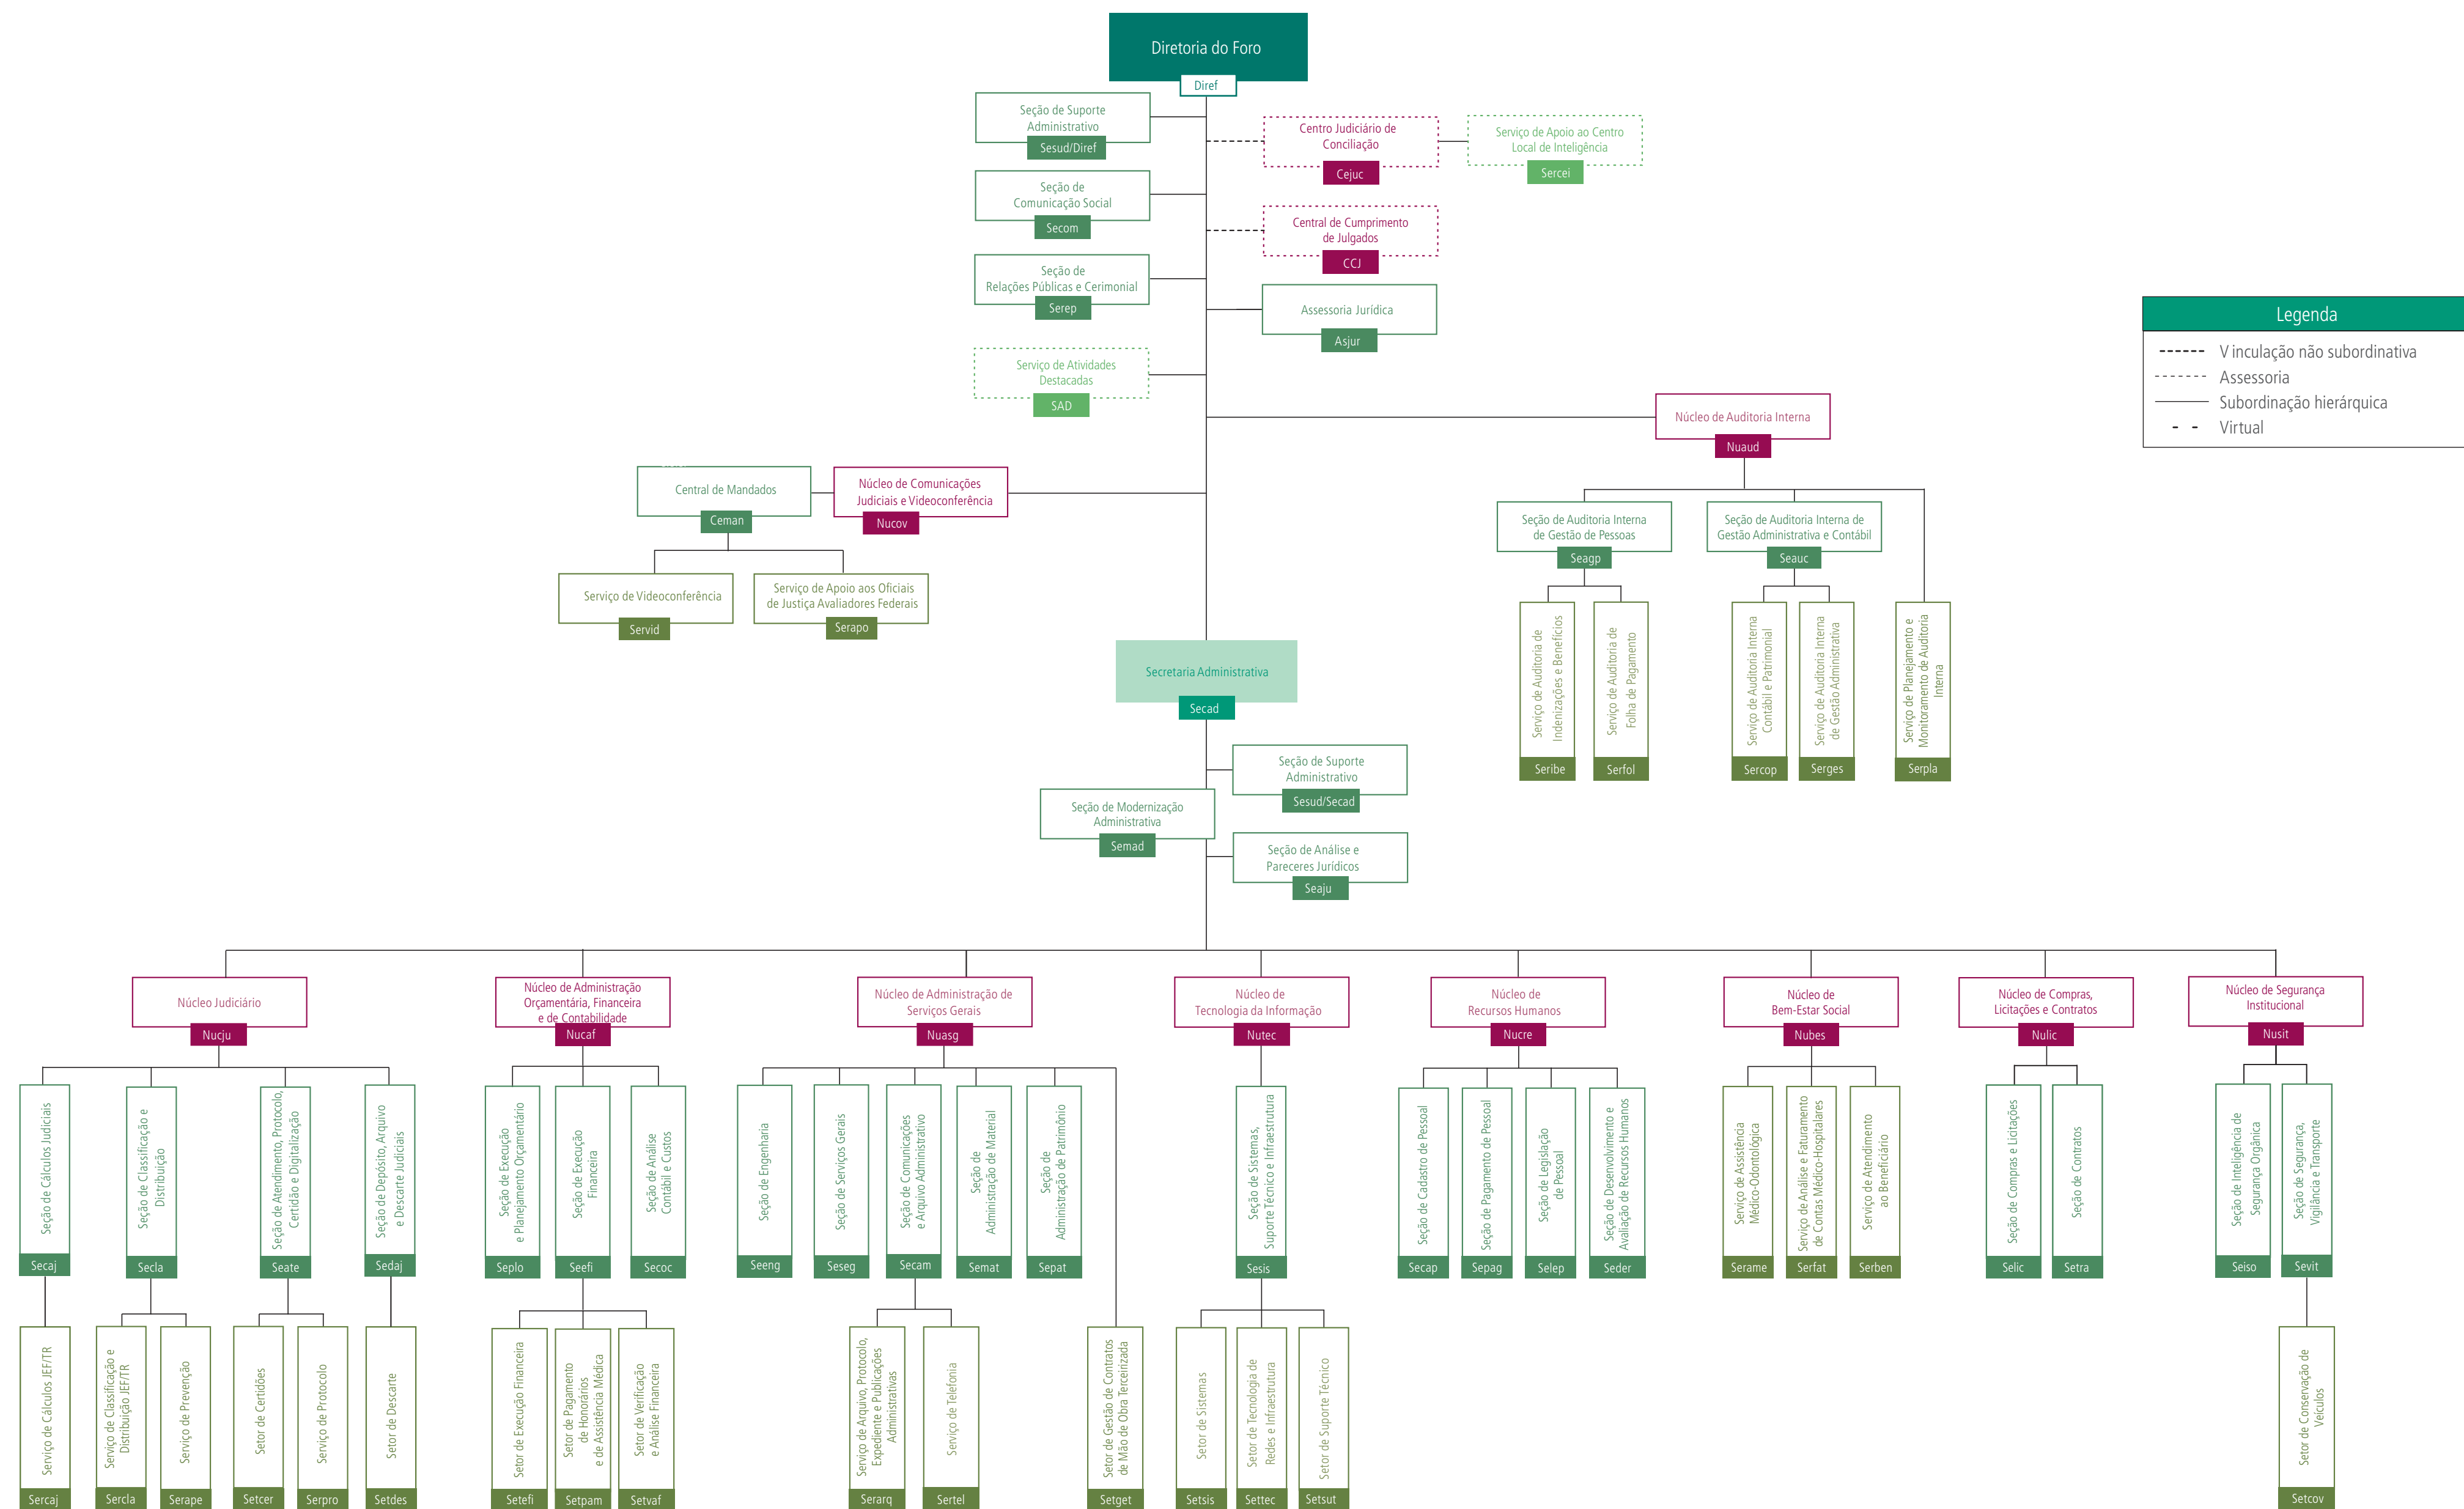 Diretoria do Foro
Diref
Seção de Suporte
Administrativo
Sesud/Diref
Centro Judiciário de
Conciliação
Cejuc
Serviço de Apoio ao Centro
Local de Inteligência
Sercei
Seção de
Comunicação Social
Secom
Central de Cumprimento
de Julgados
CCJ
Seção de
Relações Públicas e Cerimonial
Serep
Assessoria Jurídica
Asjur
Serviço de Atividades
Destacadas
SAD
Legenda
Vinculação não subordinativa
Assessoria
Subordinação hierárquica
Virtual
Núcleo de Auditoria Interna
Nuaud
Central de Mandados
Ceman
Núcleo de Comunicações
Judiciais e Videoconferência
Nucov
Serviço de Videoconferência
Servid
Serviço de Apoio aos Oficiais
de Justiça Avaliadores Federais
Serapo
Seção de Auditoria Interna
de Gestão de Pessoas
Seagp
Seção de Auditoria Interna de
Gestão Administrativa e Contábil
Seauc
Serviço de Auditoria de
Indenizações e Benefícios
Seribe
Serviço de Auditoria de
Folha de Pagamento
Serfol
Serviço de Auditoria Interna
Contábil e Patrimonial
Sercop
Serviço de Auditoria Interna
de Gestão Administrativa
Serges
Serviço de Planejamento e
Monitoramento de Auditoria
Interna
Serpla
Secretaria Administrativa
Secad
Seção de Suporte
Administrativo
Sesud/Secad
Seção de Modernização
Administrativa
Semad
Seção de Análise e
Pareceres Jurídicos
Seaju
Núcleo Judiciário
Nucju
Núcleo de Administração
Orçamentária, Financeira
e de Contabilidade
Nucaf
Núcleo de Administração de
Serviços Gerais
Nuasg
Núcleo de
Tecnologia da Informação
Nutec
Núcleo de
Recursos Humanos
Nucre
Núcleo de
Bem-Estar Social
Nubes
Núcleo de Compras,
Licitações e Contratos
Nulic
Núcleo de Segurança
Institucional
Nusit
Seção de Cálculos Judiciais
Secaj
Seção de Classificação e
Distribuição
Secla
Seção de Atendimento, Protocolo,
Certidão e Digitalização
Seate
Seção de Depósito, Arquivo
e Descarte Judiciais
Sedaj
Seção de Execução
e Planejamento Orçamentário
Seplo
Seção de Execução
Financeira
Seefi
Seção de Análise
Contábil e Custos
Secoc
Seção de Engenharia
Seeng
Seção de Serviços Gerais
Seseg
Seção de Comunicações
e Arquivo Administrativo
Secam
Seção de
Administração de Material
Semat
Seção de
Administração de Patrimônio
Sepat
Seção de Sistemas,
Suporte Técnico e Infraestrutura
Sesis
Seção de Cadastro de Pessoal
Secap
Seção de Pagamento de Pessoal
Sepag
Seção de Legislação
de Pessoal
Selep
Seção de Desenvolvimento e
Avaliação de Recursos Humanos
Seder
Serviço de Assistência
Médico-Odontológica
Serame
Serviço de Análise e Faturamento
de Contas Médico-Hospitalares
Serfat
Serviço de Atendimento
ao Beneficiário
Serben
Seção de Compras e Licitações
Selic
Seção de Contratos
Setra
Seção de Inteligência de
Segurança Orgânica
Seiso
Seção de Segurança,
Vigilância e Transporte
Sevit
Serviço de Cálculos JEF/TR
Sercaj
Serviço de Classificação e
Distribuição JEF/TR
Sercla
Serviço de Prevenção
Serape
Setor de Certidões
Setcer
Serviço de Protocolo
Serpro
Setor de Descarte
Setdes
Setor de Execução Financeira
Setefi
Setor de Pagamento
de Honorários
e de Assistência Médica
Setpam
Setor de Verificação
e Análise Financeira
Setvaf
Serviço de Arquivo, Protocolo,
Expediente e Publicações
Administrativas
Serarq
Serviço de Telefonia
Sertel
Setor de Gestão de Contratos
de Mão de Obra Terceirizada
Setget
Setor de Sistemas
Setsis
Setor de Tecnologia de
Redes e Infraestrutura
Settec
Setor de Suporte Técnico
Setsut
Setor de Conservação de
Veículos
Setcov